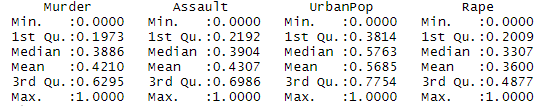 Murder Assault UrbanPop Rape
Min. :0.0000 Min. :0.0000 Min. :0.0000 Min. :0.0000
1st Qu.:0.1973 1st Qu.:0.2192 1st Qu.:0.3814 1st Qu.:0.2009
Median :0.3886 Median :0.3904 Median :0.5763 Median :0.3307
Mean :0.4210 Mean :0.4307 Mean :0.5685 Mean :0.3600
3rd Qu.:0.6295 3rd Qu.:0.6986 3rd Qu.:0.7754 3rd Qu.:0.4877
Max. :1.0000 Max. :1.0000 Max. :1.0000 Max. :1.0000